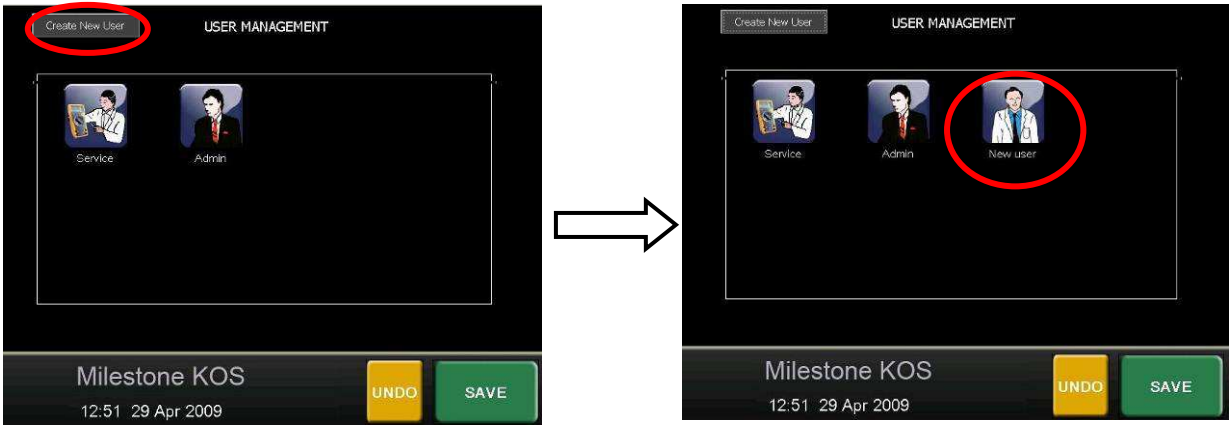 Create New User
USER MANAGEMENT
Service
Admin
Milestone KOS
12:51 29 Apr 2009
UNDO
SAVE
Create New User
USER MANAGEMENT
Service
Admin
New user
Milestone KOS
12:51 29 Apr 2009
UNDO
SAVE